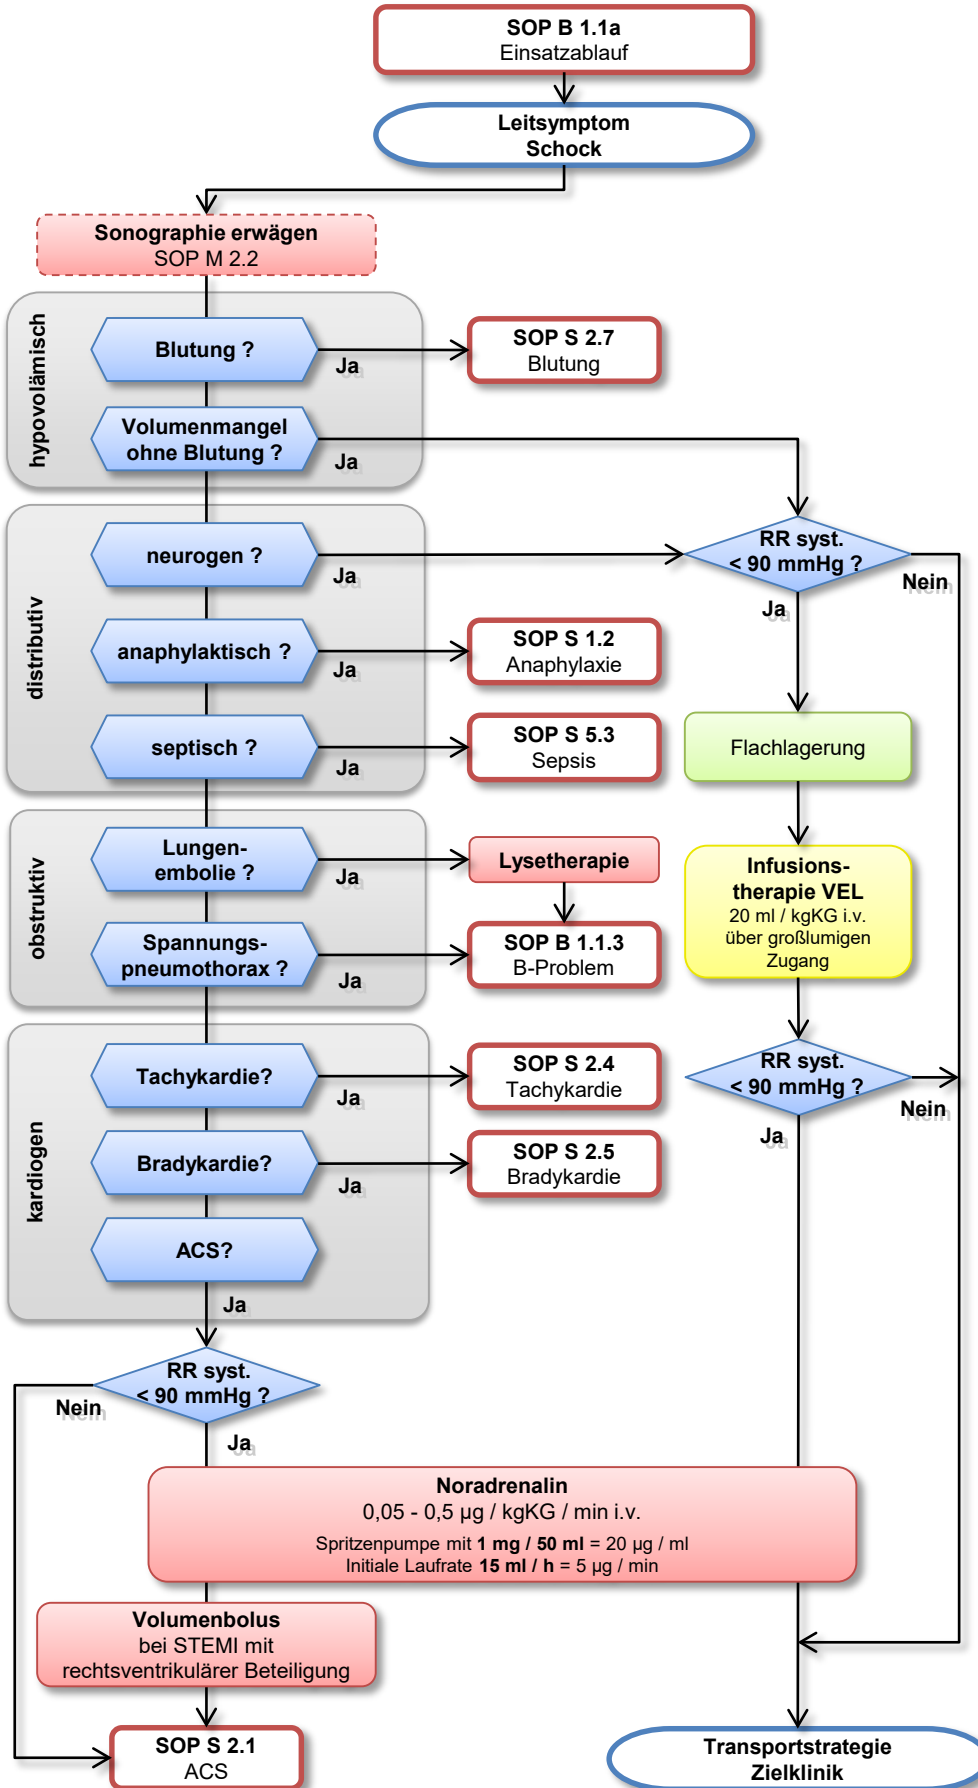 SOP B 1.1a
Einsatzablauf
Leitsymptom
Schock
Sonographie erwägen
SOP M 2.2
hypovolämisch
Blutung ?
Ja
SOP S 2.7
Blutung
Volumenmangel
ohne Blutung ?
Ja
distributiv
neurogen ?
Ja
RR syst.
< 90 mmHg ?
Nein
Ja
anaphylaktisch ?
Ja
SOP S 1.2
Anaphylaxie
septisch ?
Ja
SOP S 5.3
Sepsis
Flachlagerung
obstruktiv
Lungen-
embolie ?
Ja
Lysetherapie
Infusions-
therapie VEL
20 ml / kgKG i.v.
über großlumigen
Zugang
Spannungs-
pneumothorax ?
Ja
SOP B 1.1.3
B-Problem
kardiogen
Tachykardie?
Ja
SOP S 2.4
Tachykardie
RR syst.
< 90 mmHg ?
Nein
Ja
Bradykardie?
Ja
SOP S 2.5
Bradykardie
ACS?
Ja
RR syst.
< 90 mmHg ?
Nein
Ja
Noradrenalin
0,05 - 0,5 µg / kgKG / min i.v.
Spritzenpumpe mit 1 mg / 50 ml = 20 µg / ml
Initiale Laufrate 15 ml / h = 5 µg / min
Volumenbolus
bei STEMI mit
rechtsventrikulärer Beteiligung
SOP S 2.1
ACS
Transportstrategie
Zielklinik